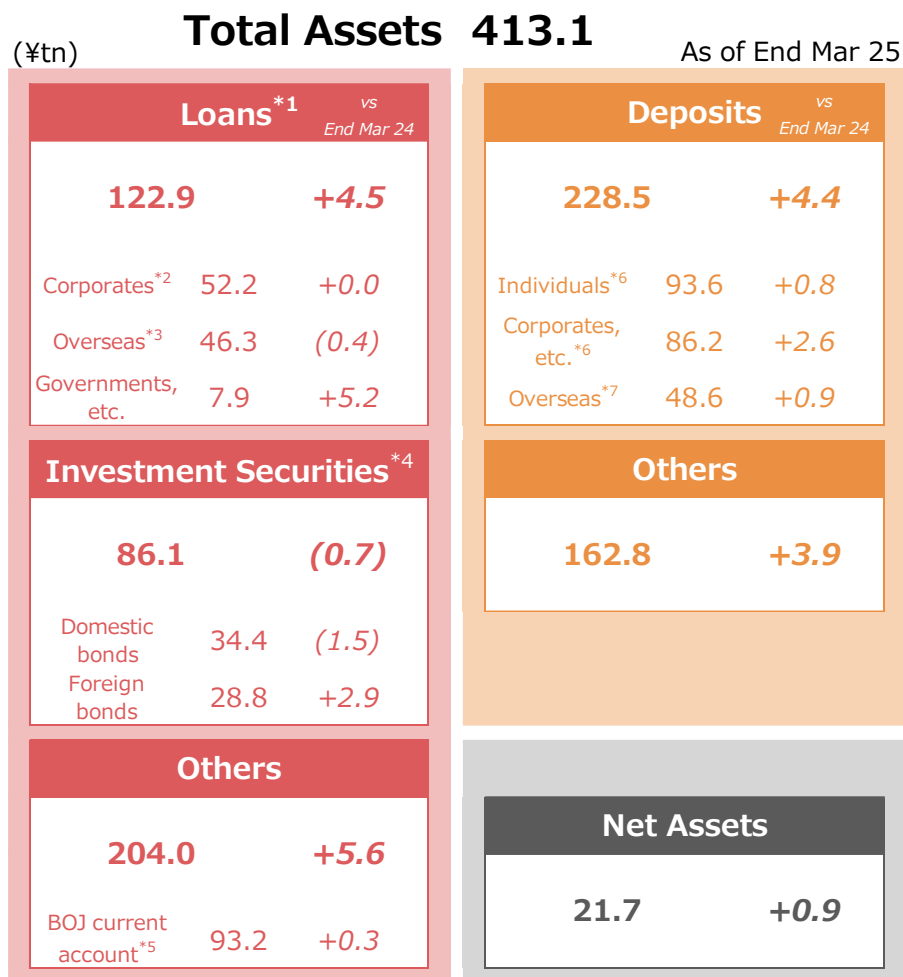 Total Assets 413.1
(¥tn)
As of End Mar 25
Loans*1
vs
End Mar 24
122.9 +4.5
Corporates*2 52.2 +0.0
Overseas*3 46.3 (0.4)
Governments,
etc.
7.9 +5.2
Investment Securities*4
86.1 (0.7)
Domestic
bonds
34.4 (1.5)
Foreign
bonds
28.8 +2.9
Others
204.0 +5.6
BOJ current
account*5
93.2 +0.3
Deposits
vs
End Mar 24
228.5 +4.4
Individuals*6 93.6 +0.8
Corporates,
etc.*6
86.2 +2.6
Overseas*7 48.6 +0.9
Others
162.8 +3.9
Net Assets
21.7 +0.9